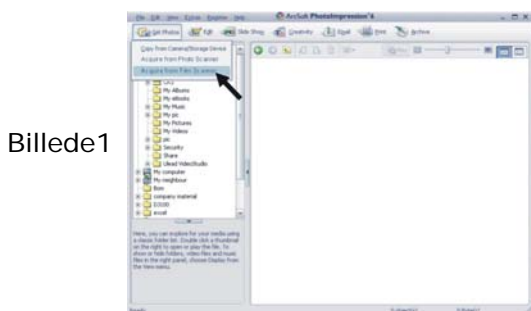 ArcSoft PhotoImpression 6
File Edit View Extras Register Help
Get Photos Edit Slide Show Creativity Email Print Archive
Copy from Camera/Storage Device
Acquire from Photo Scanner
Acquire from Film Scanner
My Albums
My eBooks
My Music
My pic
My Pictures
My Videos
pic
Security
Share
Ulead VideoStudio
My computer
My neighbour
company material
excel
Billede1
Here, you can explore for your media using
a classic folder list. Double click a thumbnail
on the right to open or play the file. To
show or hide folders, video files and music
files in the right panel, choose Display from
the View menu.
Ready